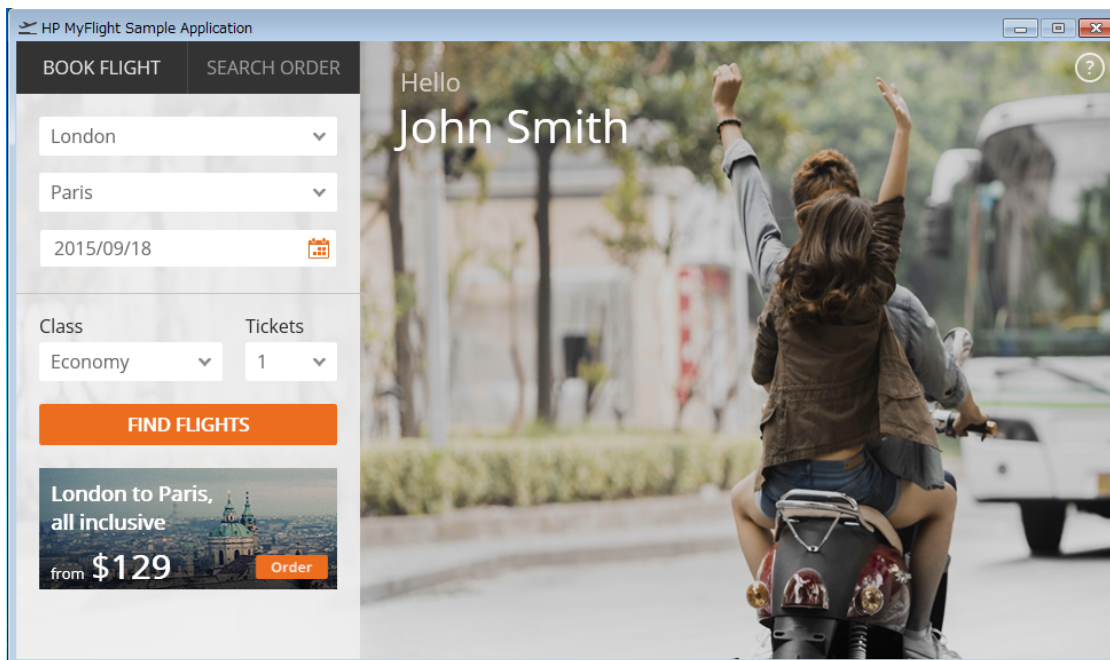 HP MyFlight Sample Application
BOOK FLIGHT
SEARCH ORDER
London
Paris
2015/09/18
Class
Tickets
Economy
1
FIND FLIGHTS
London to Paris,
all inclusive
from $129
Order
Hello
John Smith
?